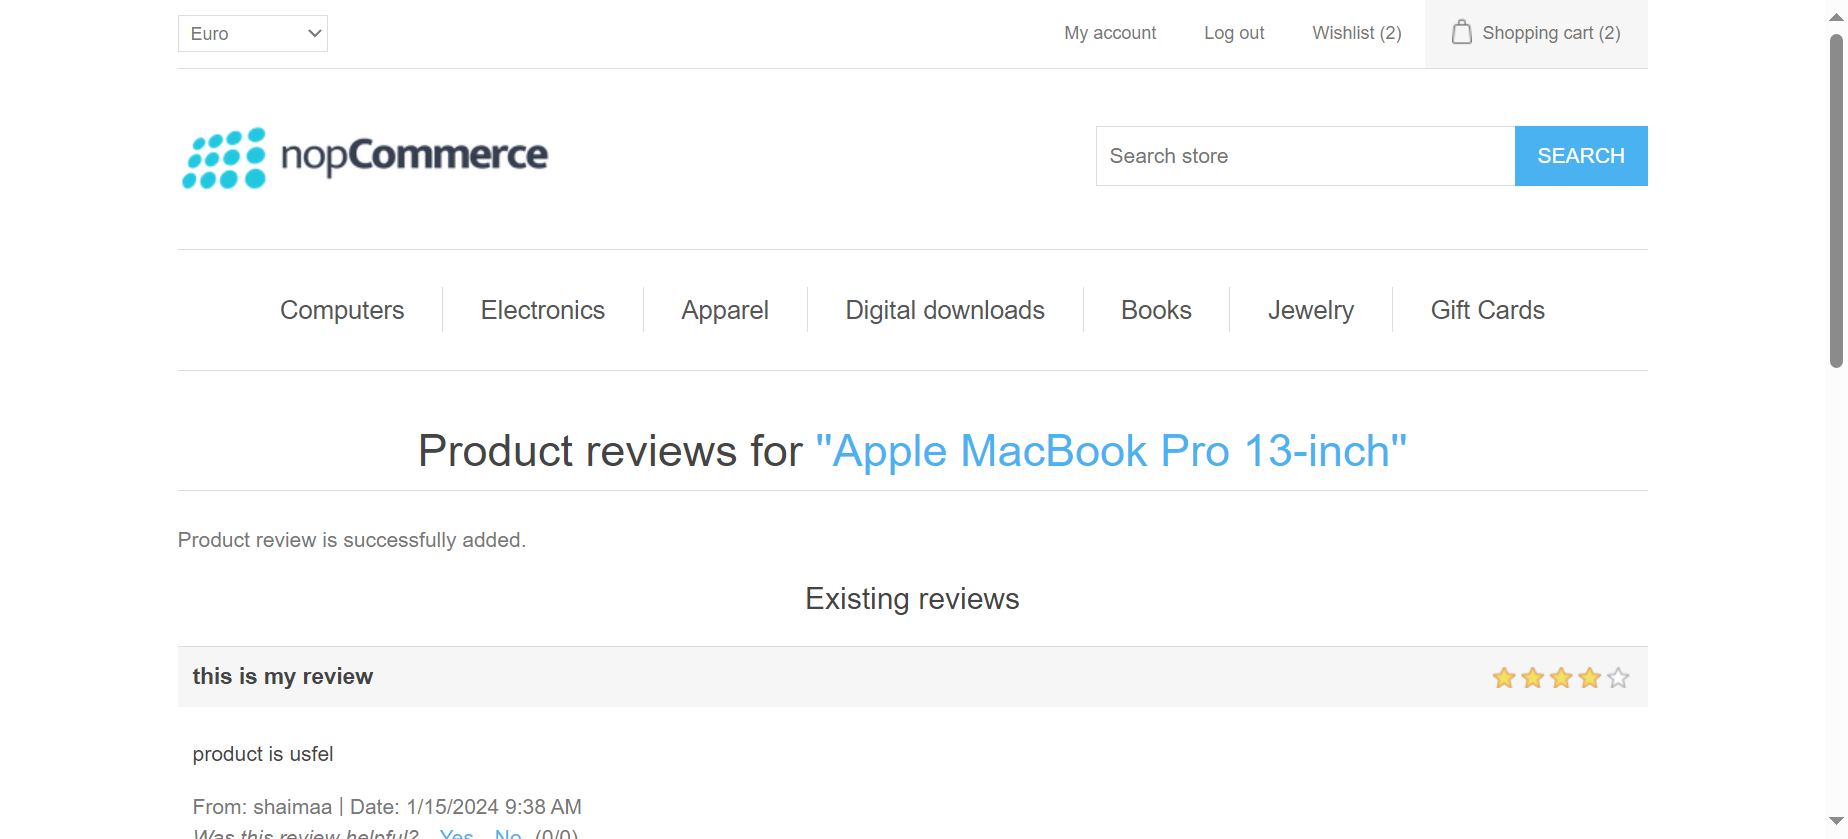 Euro
My account Log out Wishlist (2) Shopping cart (2)
nopCommerce
Search store SEARCH
Computers Electronics Apparel Digital downloads Books Jewelry Gift Cards
Product reviews for "Apple MacBook Pro 13-inch"
Product review is successfully added.
Existing reviews
this is my review
product is usfel
From: shaimaa | Date: 1/15/2024 9:38 AM
Was this review helpful? Yes No (0/0)